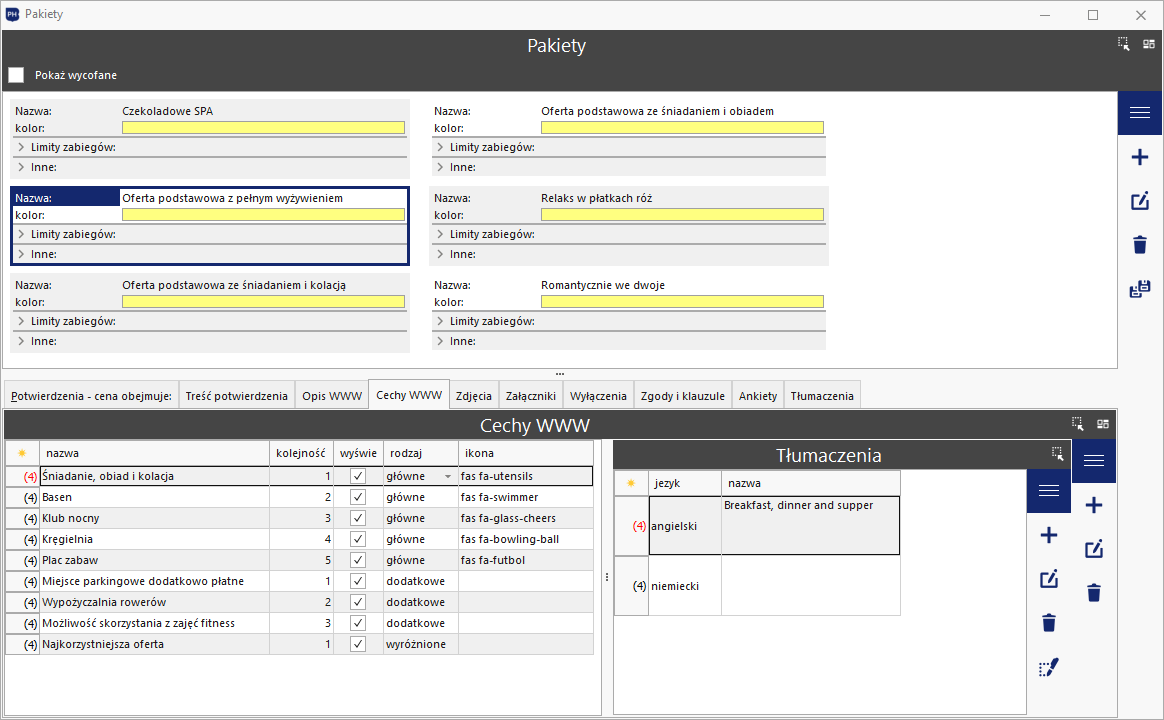 PH Pakiety
Pakiety
Pokaż wycofane
Nazwa: Czekoladowe SPA
kolor:
Limity zabiegów:
Inne:
Nazwa: Oferta podstawowa ze śniadaniem i obiadem
kolor:
Limity zabiegów:
Inne:
Nazwa: Oferta podstawowa z pełnym wyżywieniem
kolor:
Limity zabiegów:
Inne:
Nazwa: Relaks w płatkach róż
kolor:
Limity zabiegów:
Inne:
Nazwa: Oferta podstawowa ze śniadaniem i kolacją
kolor:
Limity zabiegów:
Inne:
Nazwa: Romantycznie we dwoje
kolor:
Limity zabiegów:
Inne:
Potwierdzenia - cena obejmuje: Treść potwierdzenia Opis WWW Cechy WWW Zdjęcia Załączniki Wyłączenia Zgody i klauzule Ankiety Tłumaczenia
Cechy WWW
nazwa kolejność wyświe rodzaj ikona
(4) Śniadanie, obiad i kolacja 1 główne fas fa-utensils
(4) Basen 2 główne fas fa-swimmer
(4) Klub nocny 3 główne fas fa-glass-cheers
(4) Kręgielnia 4 główne fas fa-bowling-ball
(4) Plac zabaw 5 główne fas fa-futbol
(4) Miejsce parkingowe dodatkowo płatne 1 dodatkowe
(4) Wypożyczalnia rowerów 2 dodatkowe
(4) Możliwość skorzystania z zajęć fitness 3 dodatkowe
(4) Najkorzystniejsza oferta 1 wyróżnione
Tłumaczenia
jezyk nazwa
(4) angielski Breakfast, dinner and supper
(4) niemiecki